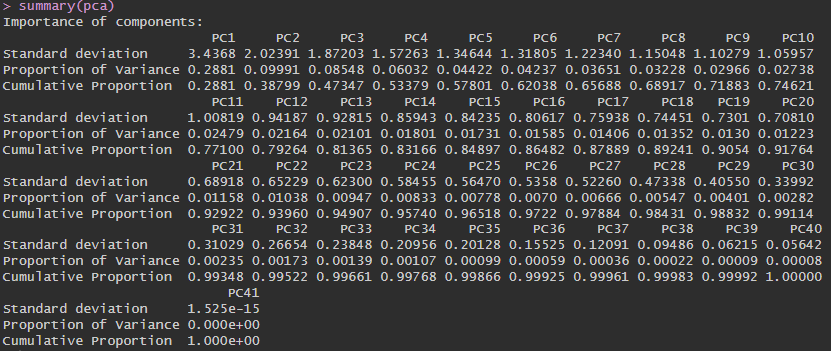 > summary(pca)
Importance of components:
                          PC1     PC2     PC3     PC4     PC5     PC6     PC7     PC8     PC9    PC10
Standard deviation     3.4368 2.02391 1.87203 1.57263 1.34644 1.31805 1.22340 1.15048 1.10279 1.05957
Proportion of Variance 0.2881 0.09991 0.08548 0.06032 0.04422 0.04237 0.03651 0.03228 0.02966 0.02738
Cumulative Proportion  0.2881 0.38799 0.47347 0.53379 0.57801 0.62038 0.65688 0.68917 0.71883 0.74621
                          PC11    PC12    PC13    PC14    PC15    PC16    PC17    PC18   PC19    PC20
Standard deviation     1.00819 0.94187 0.92815 0.85943 0.84235 0.80617 0.75938 0.74451 0.7301 0.70810
Proportion of Variance 0.02479 0.02164 0.02101 0.01801 0.01731 0.01585 0.01406 0.01352 0.0130 0.01223
Cumulative Proportion  0.77100 0.79264 0.81365 0.83166 0.84897 0.86482 0.87889 0.89241 0.9054 0.91764
                          PC21    PC22    PC23    PC24    PC25   PC26    PC27    PC28    PC29    PC30
Standard deviation     0.68918 0.65229 0.62300 0.58455 0.56470 0.5358 0.52260 0.47338 0.40550 0.33992
Proportion of Variance 0.01158 0.01038 0.00947 0.00833 0.00778 0.0070 0.00666 0.00547 0.00401 0.00282
Cumulative Proportion  0.92922 0.93960 0.94907 0.95740 0.96518 0.9722 0.97884 0.98431 0.98832 0.99114
                          PC31    PC32    PC33    PC34    PC35    PC36    PC37    PC38    PC39    PC40
Standard deviation     0.31029 0.26654 0.23848 0.20956 0.20128 0.15525 0.12091 0.09486 0.06215 0.05642
Proportion of Variance 0.00235 0.00173 0.00139 0.00107 0.00099 0.00059 0.00036 0.00022 0.00009 0.00008
Cumulative Proportion  0.99348 0.99522 0.99661 0.99768 0.99866 0.99925 0.99961 0.99983 0.99992 1.00000
                            PC41
Standard deviation     1.525e-15
Proportion of Variance 0.000e+00
Cumulative Proportion  1.000e+00